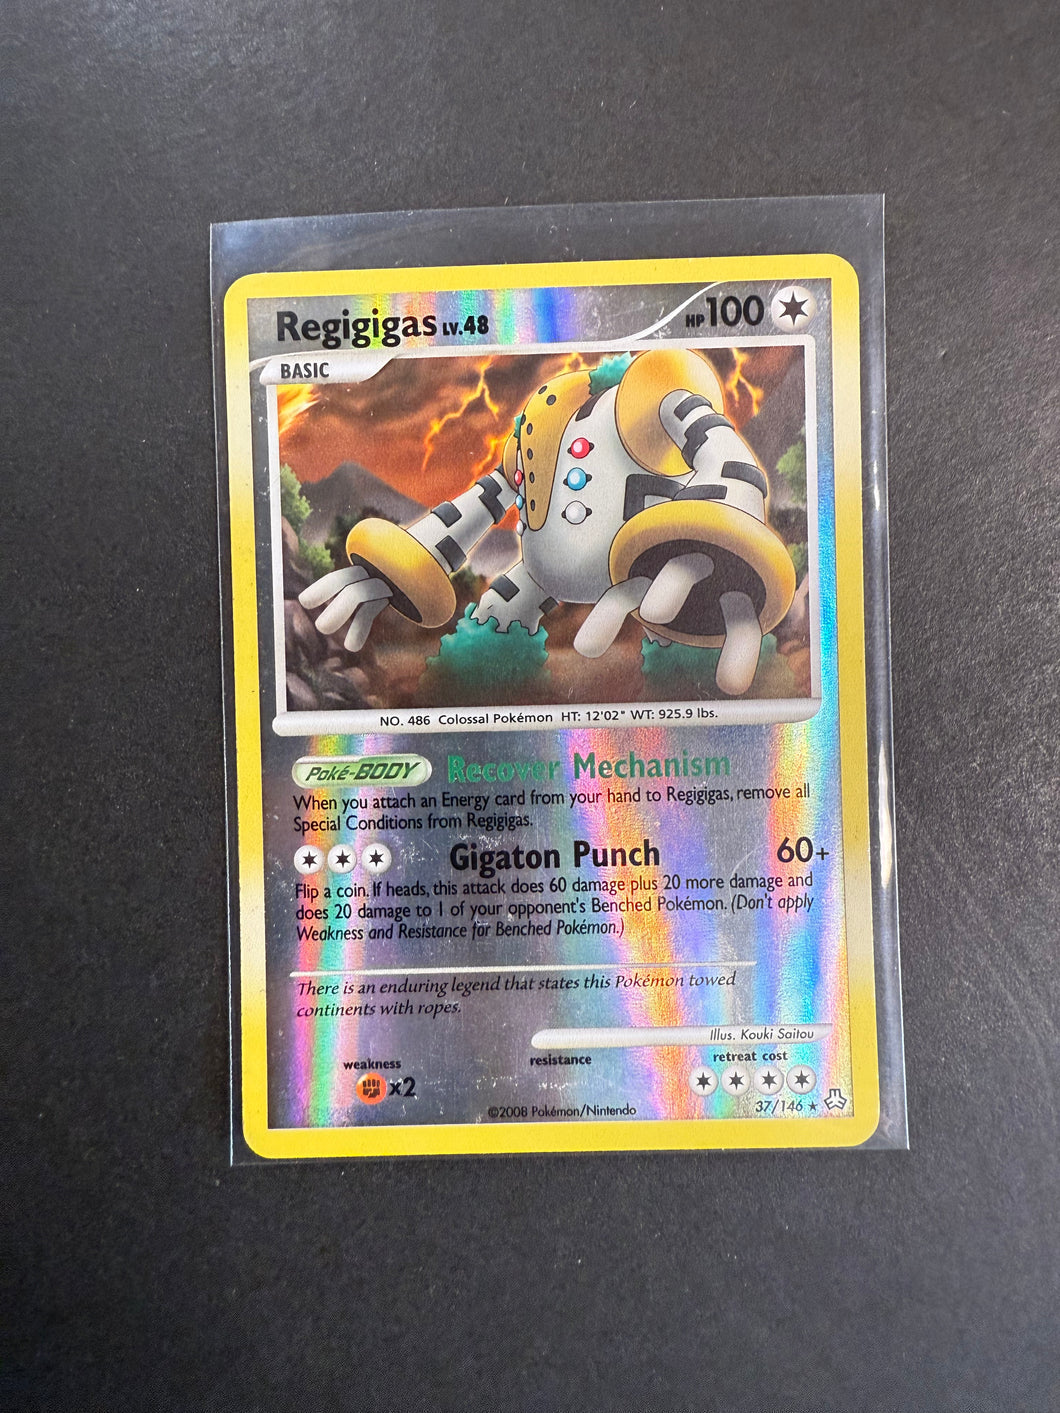 Regigigas LV.48
HP 100
BASIC
NO. 486 Colossal Pokémon HT: 12'02" WT: 925.9 lbs.
Poké-BODY Recover Mechanism
When you attach an Energy card from your hand to Regigigas, remove all
Special Conditions from Regigigas.
Gigaton Punch 60+
Flip a coin. If heads, this attack does 60 damage plus 20 more damage and
does 20 damage to 1 of your opponent's Benched Pokémon. (Don't apply
Weakness and Resistance for Benched Pokémon.)
There is an enduring legend that states this Pokémon towed
continents with ropes.
Illus. Kouki Saitou
weakness resistance retreat cost
x2
©2008 Pokémon/Nintendo 37/146 ★